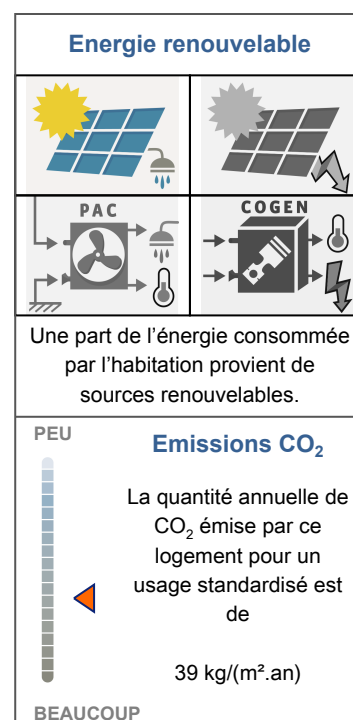 Energie renouvelable
PAC
COGEN
Une part de l'énergie consommée
par l'habitation provient de
sources renouvelables.
PEU
Emissions CO₂
La quantité annuelle de
CO₂ émise par ce
logement pour un
usage standardisé est
de
39 kg/(m².an)
BEAUCOUP